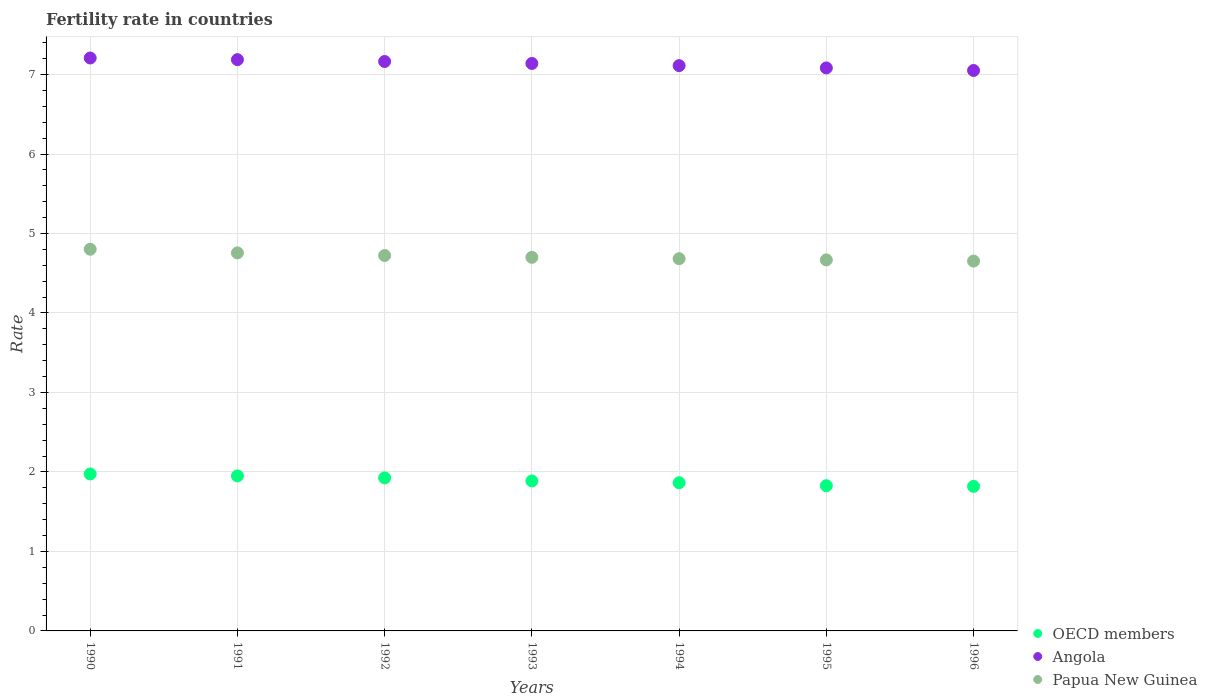 Fertility rate in countries
Rate
7
6
5
4
3
2
1
0
1990
1991
1992
1993
1994
1995
1996
Years
OECD members
Angola
Papua New Guinea